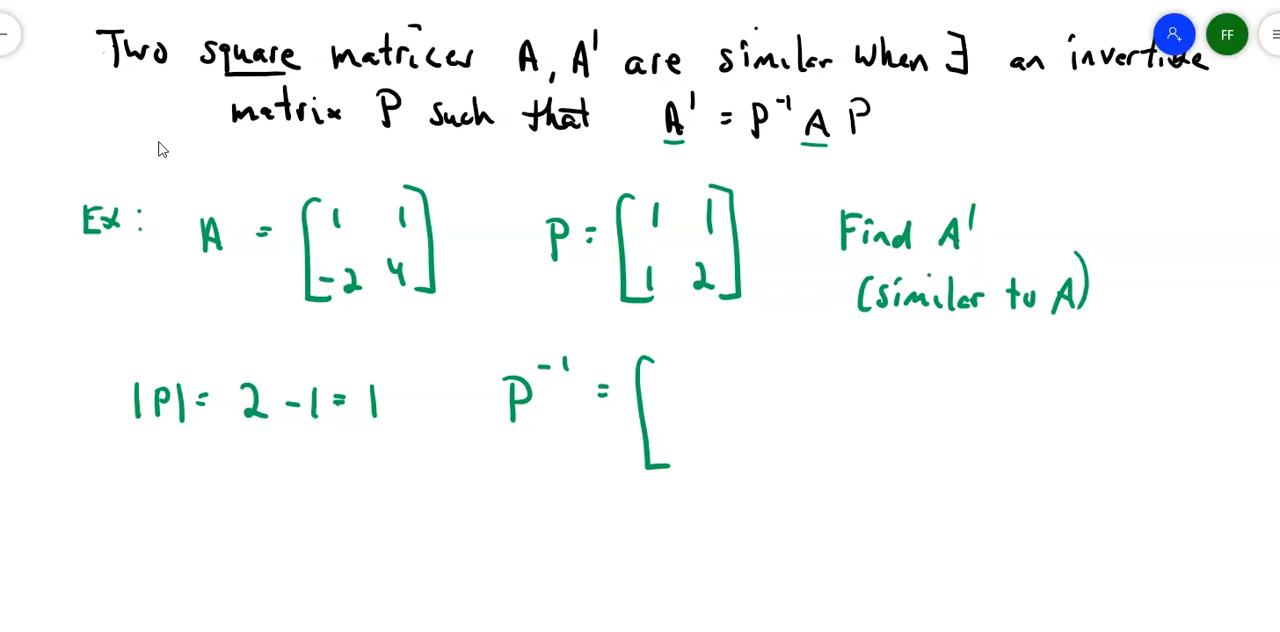 Two square matrices A, A' are similar when ∃ an invertible
matrix P such that A' = P⁻¹ A P
FF
Ex: A = [1 1; -2 4] P = [1 1; 1 2] Find A'
(similar to A)
|P| = 2 - 1 = 1 P⁻¹ = [